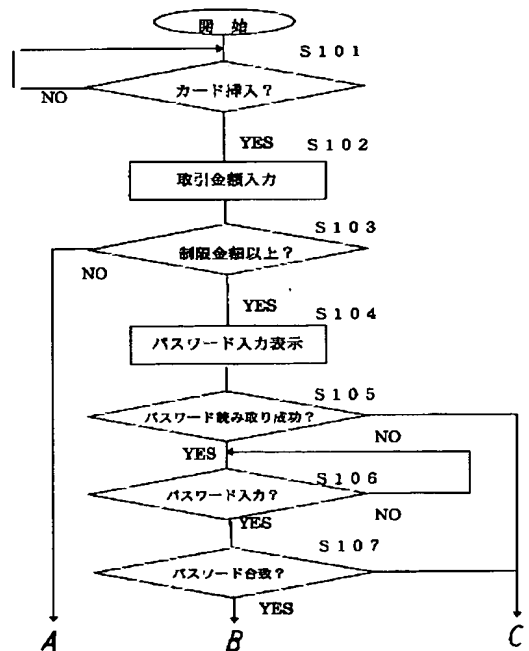 開始
S101
カード挿入?
NO
YES
S102
取引金額入力
S103
制限金額以上?
NO
YES
S104
パスワード入力表示
S105
パスワード読み取り成功?
NO
YES
S106
パスワード入力?
NO
YES
S107
パスワード合致?
YES
A
B
C